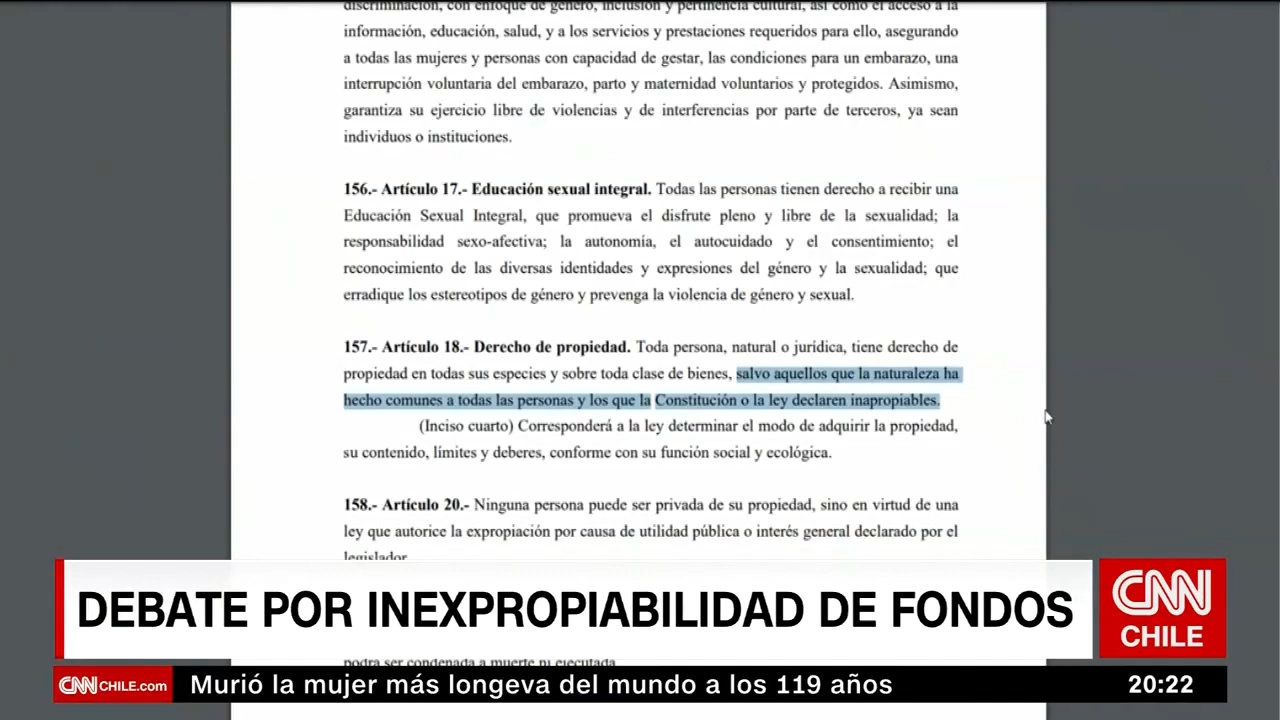 discriminación, con enfoque de género, inclusión y pertinencia cultural, así como el acceso a la
información, educación, salud, y a los servicios y prestaciones requeridos para ello, asegurando
a todas las mujeres y personas con capacidad de gestar, las condiciones para un embarazo, una
interrupción voluntaria del embarazo, parto y maternidad voluntarios y protegidos. Asimismo,
garantiza su ejercicio libre de violencias y de interferencias por parte de terceros, ya sean
individuos o instituciones.
156.- Artículo 17.- Educación sexual integral. Todas las personas tienen derecho a recibir una
Educación Sexual Integral, que promueva el disfrute pleno y libre de la sexualidad; la
responsabilidad sexo-afectiva; la autonomía, el autocuidado y el consentimiento; el
reconocimiento de las diversas identidades y expresiones del género y la sexualidad; que
erradique los estereotipos de género y prevenga la violencia de género y sexual.
157.- Artículo 18.- Derecho de propiedad. Toda persona, natural o jurídica, tiene derecho de
propiedad en todas sus especies y sobre toda clase de bienes, salvo aquellos que la naturaleza ha
hecho comunes a todas las personas y los que la Constitución o la ley declaren inapropiables.
(Inciso cuarto) Corresponderá a la ley determinar el modo de adquirir la propiedad,
su contenido, límites y deberes, conforme con su función social y ecológica.
158.- Artículo 20.- Ninguna persona puede ser privada de su propiedad, sino en virtud de una
ley que autorice la expropiación por causa de utilidad pública o interés general declarado por el
legislador.
DEBATE POR INEXPROPIABILIDAD DE FONDOS
CNN
CHILE
podrá ser condenada a muerte ni ejecutada
CNNCHILE.com
Murió la mujer más longeva del mundo a los 119 años
20:22